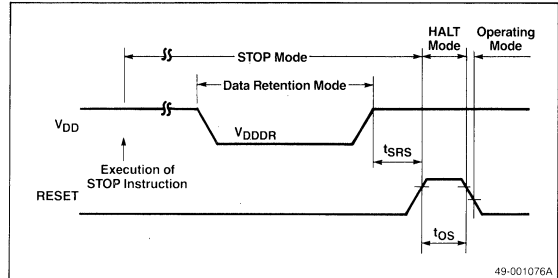 HALT Mode
Operating Mode
STOP Mode
Data Retention Mode
VDD
VDDDR
tSRS
Execution of
STOP Instruction
RESET
tOS
49-001076A